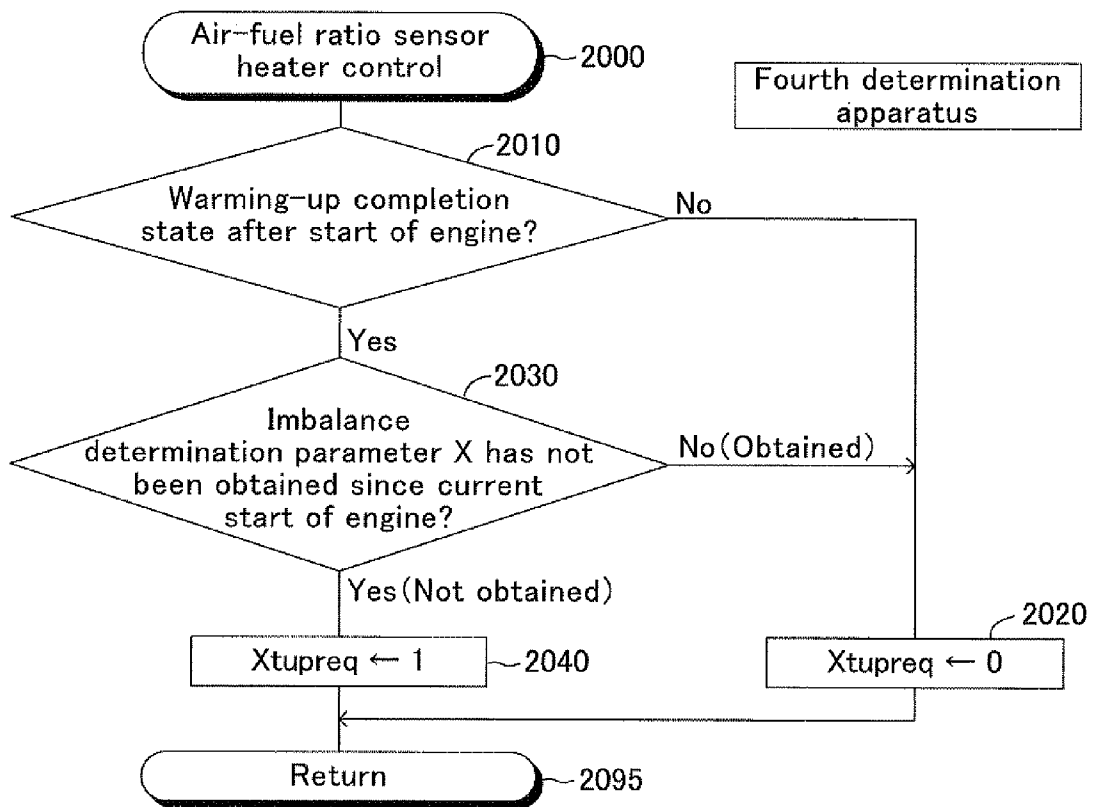 Air-fuel ratio sensor
heater control
2000
Fourth determination
apparatus
2010
Warming-up completion
state after start of engine?
No
Yes
2030
Imbalance
determination parameter X has not
been obtained since current
start of engine?
No(Obtained)
Yes(Not obtained)
2020
Xtupreq ← 1
2040
Xtupreq ← 0
Return
2095